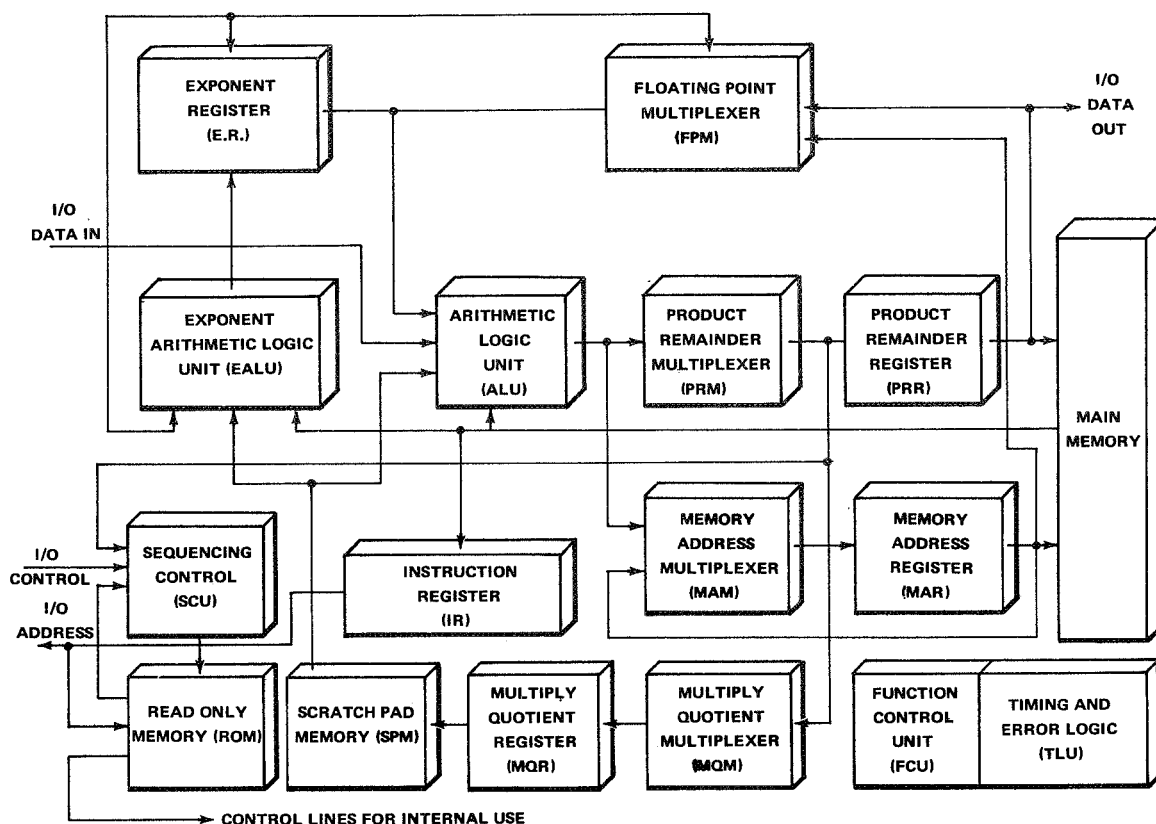 EXPONENT
REGISTER
(E.R.)
FLOATING POINT
MULTIPLEXER
(FPM)
I/O
DATA
OUT
I/O
DATA IN
EXPONENT
ARITHMETIC LOGIC
UNIT (EALU)
ARITHMETIC
LOGIC
UNIT
(ALU)
PRODUCT
REMAINDER
MULTIPLEXER
(PRM)
PRODUCT
REMAINDER
REGISTER
(PRR)
MAIN
MEMORY
I/O
CONTROL
I/O
ADDRESS
SEQUENCING
CONTROL
(SCU)
INSTRUCTION
REGISTER
(IR)
MEMORY
ADDRESS
MULTIPLEXER
(MAM)
MEMORY
ADDRESS
REGISTER
(MAR)
READ ONLY
MEMORY (ROM)
SCRATCH PAD
MEMORY (SPM)
MULTIPLY
QUOTIENT
REGISTER
(MQR)
MULTIPLY
QUOTIENT
MULTIPLEXER
(MQM)
FUNCTION
CONTROL
UNIT
(FCU)
TIMING AND
ERROR LOGIC
(TLU)
CONTROL LINES FOR INTERNAL USE